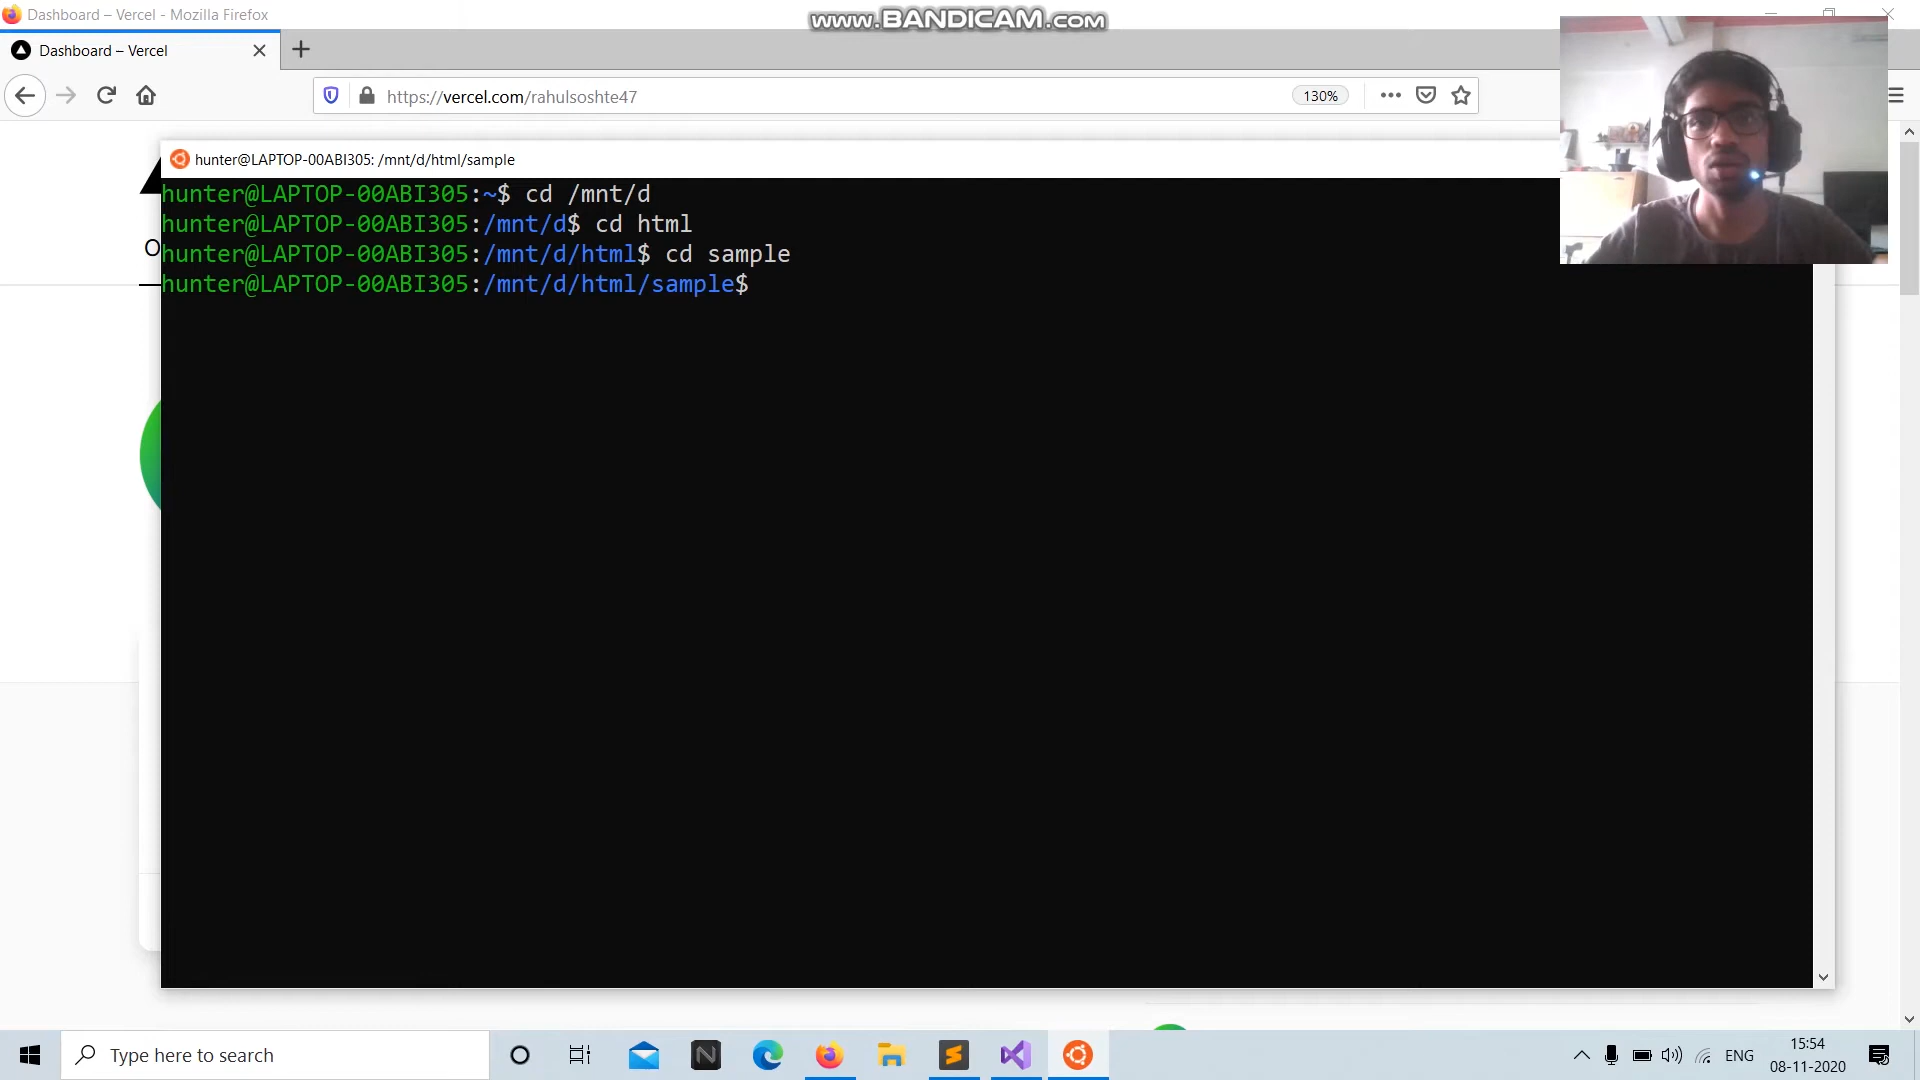 Dashboard – Vercel - Mozilla Firefox
www.BANDICAM.com
Dashboard – Vercel
https://vercel.com/rahulsoshte47
130%
hunter@LAPTOP-00ABI305: /mnt/d/html/sample
hunter@LAPTOP-00ABI305:~$ cd /mnt/d
hunter@LAPTOP-00ABI305:/mnt/d$ cd html
hunter@LAPTOP-00ABI305:/mnt/d/html$ cd sample
hunter@LAPTOP-00ABI305:/mnt/d/html/sample$
O
Type here to search
N
S
ENG
15:54
08-11-2020